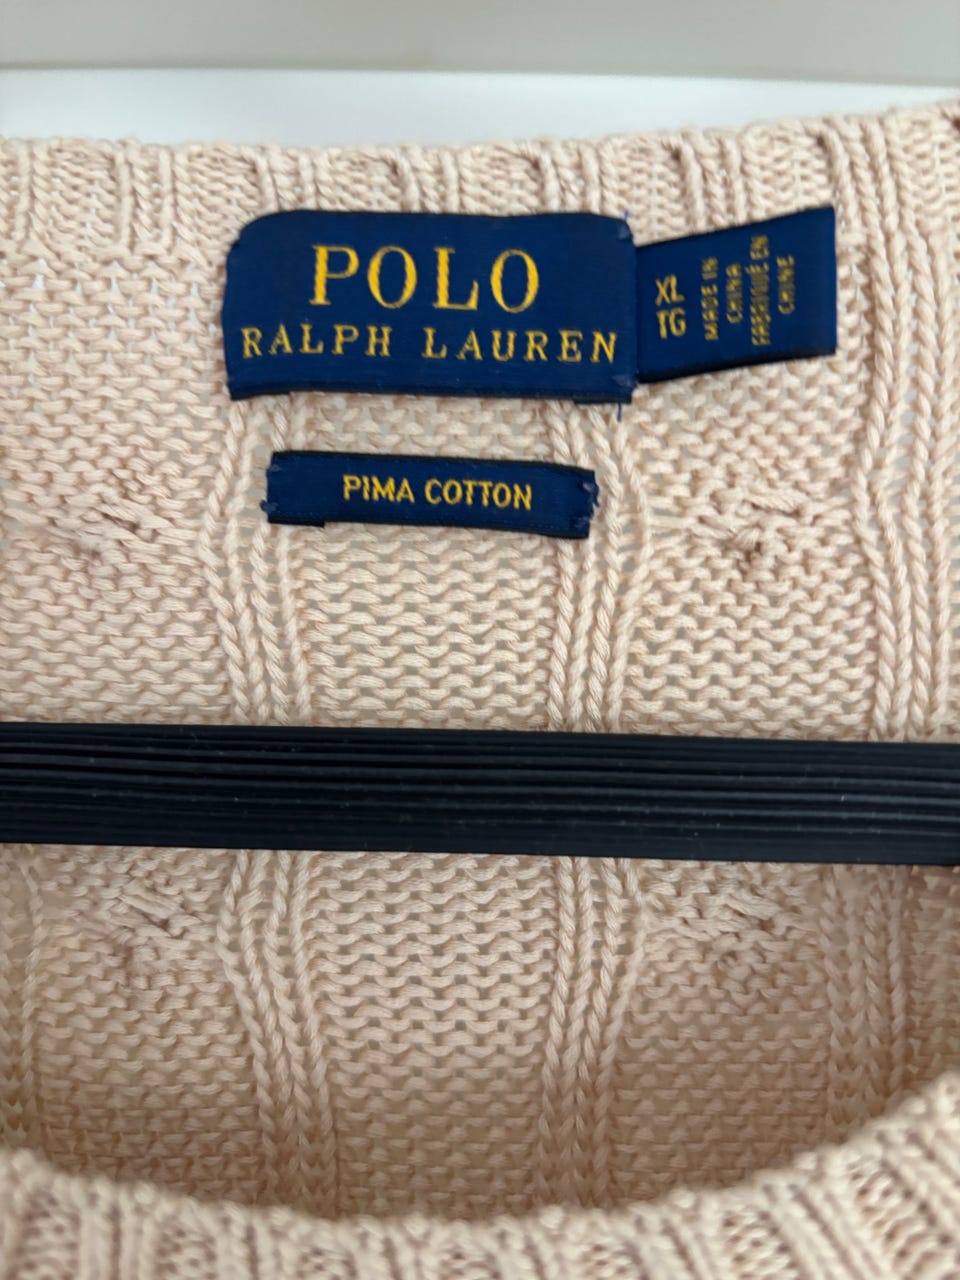 POLO
RALPH LAUREN
XL
TG
MADE IN
CHINA
FABRIQUÉ EN
CHINE
PIMA COTTON